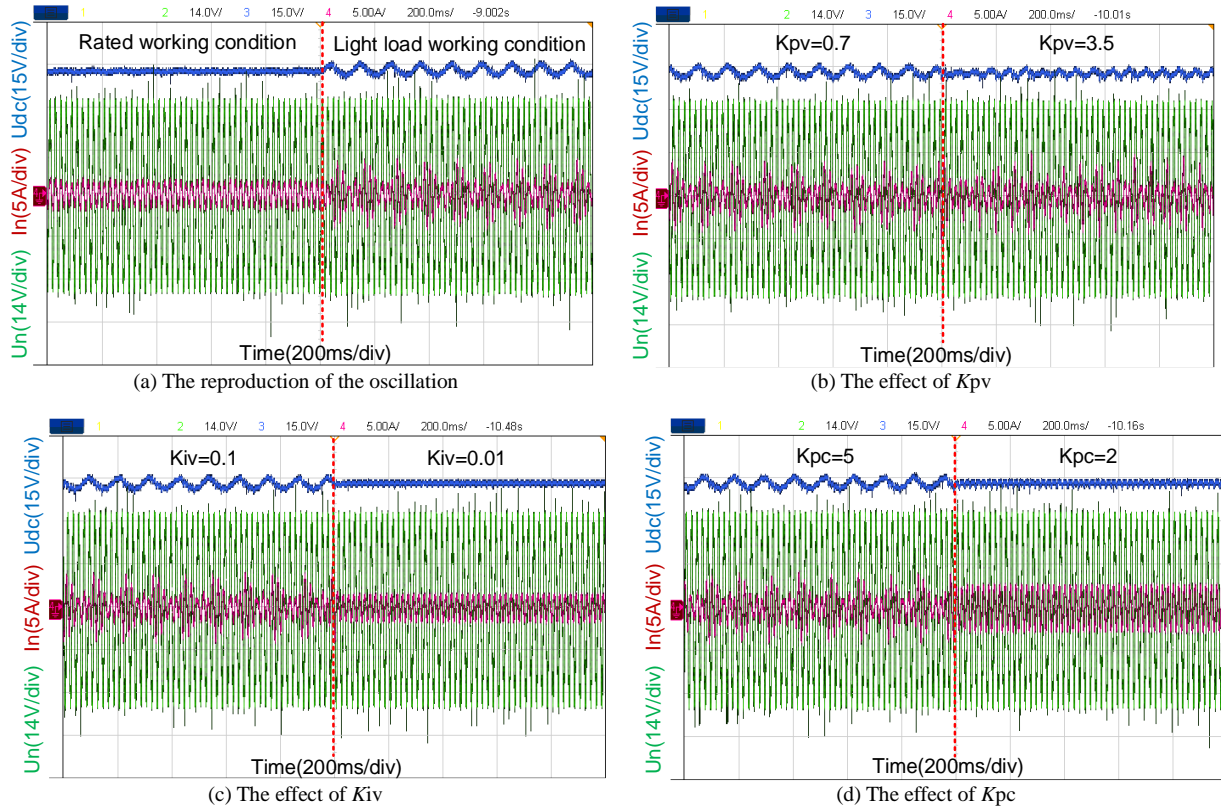 1 2 14.0V/ 3 15.0V/ 4 5.00A/ 200.0ms/ -9.002s
Rated working condition
Light load working condition
Udc(15V/div)
In(5A/div)
Un(14V/div)
Time(200ms/div)
(a) The reproduction of the oscillation
1 2 14.0V/ 3 15.0V/ 4 5.00A/ 200.0ms/ -10.01s
Kpv=0.7
Kpv=3.5
Udc(15V/div)
In(5A/div)
Un(14V/div)
Time(200ms/div)
(b) The effect of Kpv
1 2 14.0V/ 3 15.0V/ 4 5.00A/ 200.0ms/ -10.48s
Kiv=0.1
Kiv=0.01
Udc(15V/div)
In(5A/div)
Un(14V/div)
Time(200ms/div)
(c) The effect of Kiv
1 2 14.0V/ 3 15.0V/ 4 5.00A/ 200.0ms/ -10.16s
Kpc=5
Kpc=2
Udc(15V/div)
In(5A/div)
Un(14V/div)
Time(200ms/div)
(d) The effect of Kpc